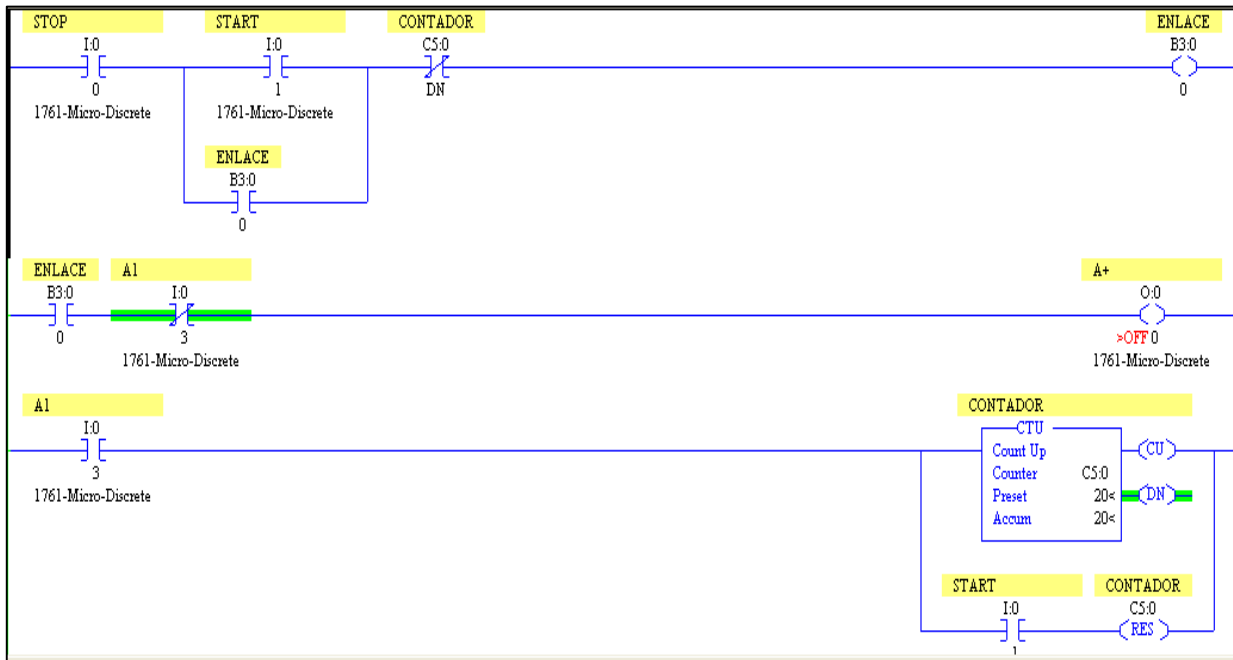 STOP START CONTADOR ENLACE
I:0 I:0 C5:0 B3:0
0 1 DN 0
1761-Micro-Discrete 1761-Micro-Discrete
ENLACE
B3:0
0
ENLACE A1 A+
B3:0 I:0 O:0
0 3 >OFF 0
1761-Micro-Discrete 1761-Micro-Discrete
A1 CONTADOR
I:0 CTU
3 Count Up CU
1761-Micro-Discrete Counter C5:0
Preset 20< DN
Accum 20<
START CONTADOR
I:0 C5:0
RES
1